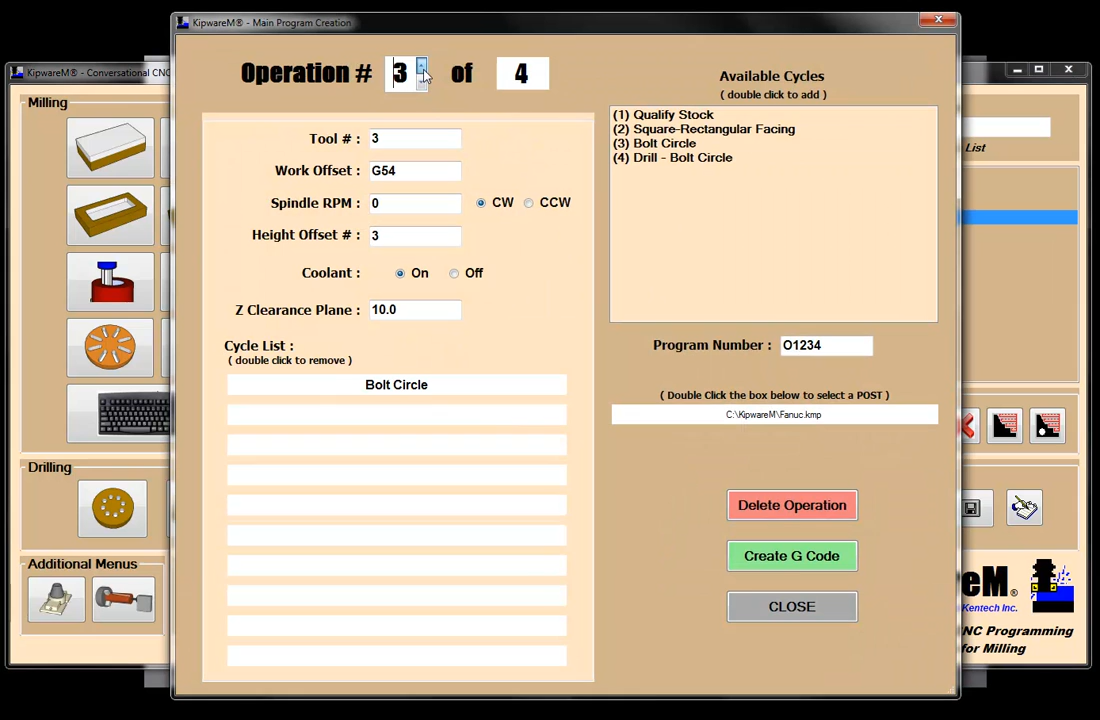 KipwareM® - Main Program Creation
KipwareM® - Conversational CNC
Operation # 3 of 4
Available Cycles
( double click to add )
(1) Qualify Stock
(2) Square-Rectangular Facing
(3) Bolt Circle
(4) Drill - Bolt Circle
Tool # : 3
Work Offset : G54
Spindle RPM : 0 CW CCW
Height Offset # : 3
Coolant : On Off
Z Clearance Plane : 10.0
Cycle List :
( double click to remove )
Bolt Circle
Program Number : O1234
( Double Click the box below to select a POST )
C:\KipwareM\Fanuc.kmp
Delete Operation
Create G Code
CLOSE
Milling
Drilling
Additional Menus
List
eM®
Kentech Inc.
NC Programming
for Milling